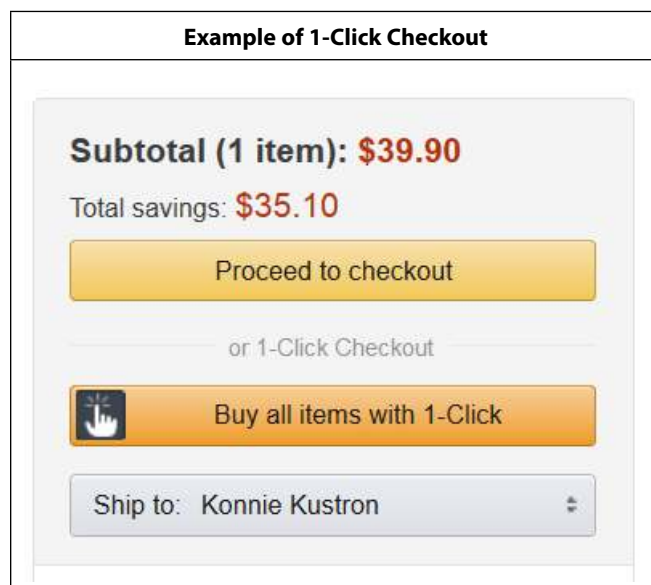 Example of 1-Click Checkout
Subtotal (1 item): $39.90
Total savings: $35.10
Proceed to checkout
or 1-Click Checkout
Buy all items with 1-Click
Ship to: Konnie Kustron